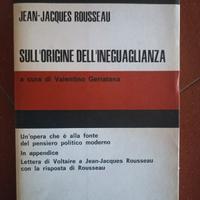 JEAN-JACQUES ROUSSEAU
SULL'ORIGINE DELL'INEGUAGLIANZA
a cura di Valentino Gerratana
Un'opera che è alla fonte
del pensiero politico moderno
In appendice
Lettera di Voltaire a Jean-Jacques Rousseau
con la risposta di Rousseau